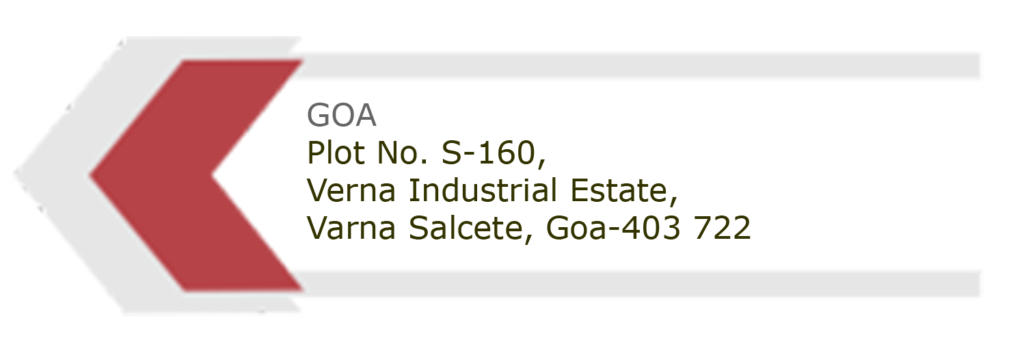 GOA
Plot No. S-160,
Verna Industrial Estate,
Varna Salcete, Goa-403 722